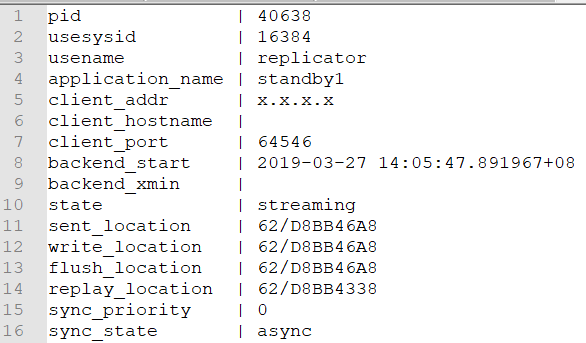 1 pid | 40638
2 usesysid | 16384
3 usename | replicator
4 application_name | standby1
5 client_addr | x.x.x.x
6 client_hostname |
7 client_port | 64546
8 backend_start | 2019-03-27 14:05:47.891967+08
9 backend_xmin |
10 state | streaming
11 sent_location | 62/D8BB46A8
12 write_location | 62/D8BB46A8
13 flush_location | 62/D8BB46A8
14 replay_location | 62/D8BB4338
15 sync_priority | 0
16 sync_state | async